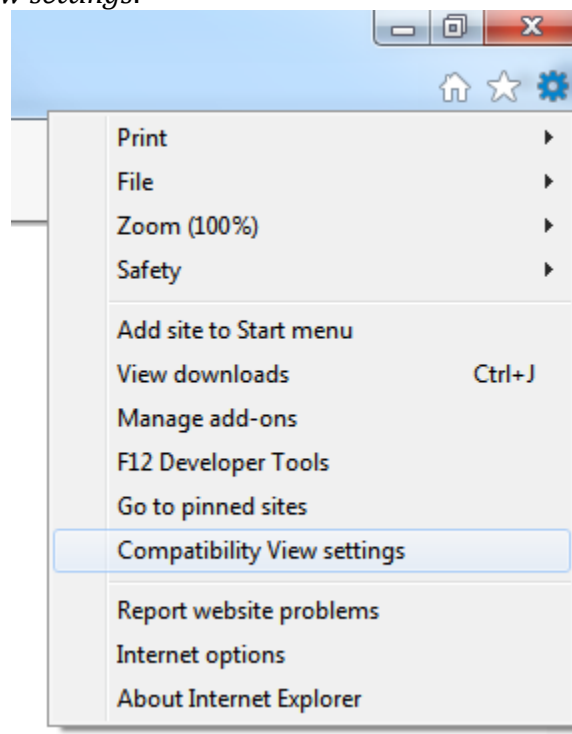 w settings.
Print
File
Zoom (100%)
Safety
Add site to Start menu
View downloads Ctrl+J
Manage add-ons
F12 Developer Tools
Go to pinned sites
Compatibility View settings
Report website problems
Internet options
About Internet Explorer